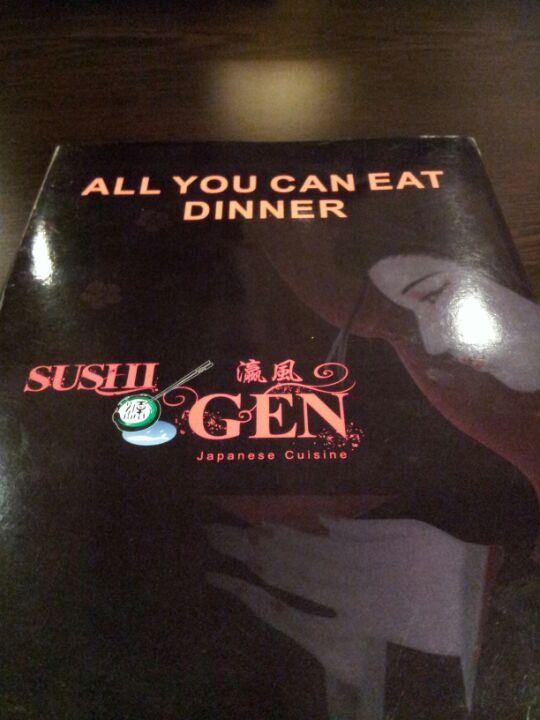 ALL YOU CAN EAT
DINNER
SUSHI
瀛風
GEN
Japanese Cuisine